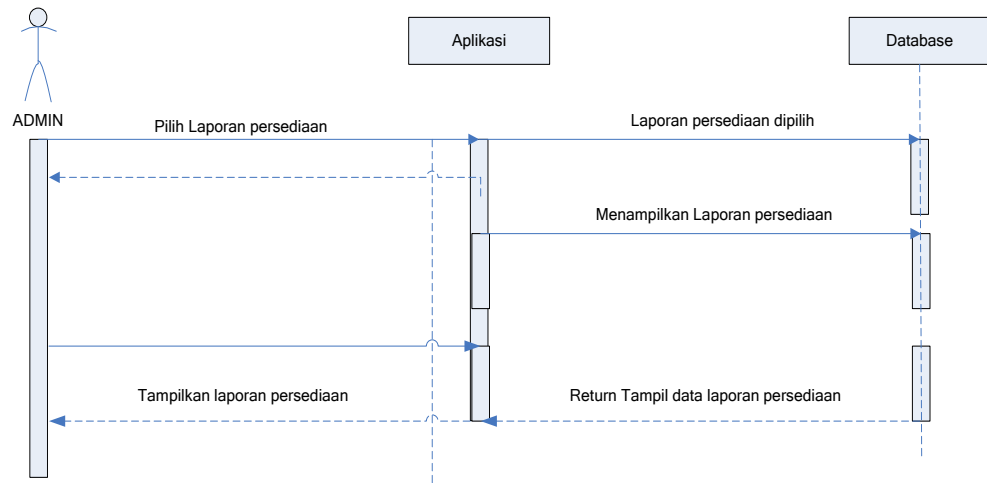 Aplikasi
Database
ADMIN
Pilih Laporan persediaan
Laporan persediaan dipilih
Menampilkan Laporan persediaan
Tampilkan laporan persediaan
Return Tampil data laporan persediaan